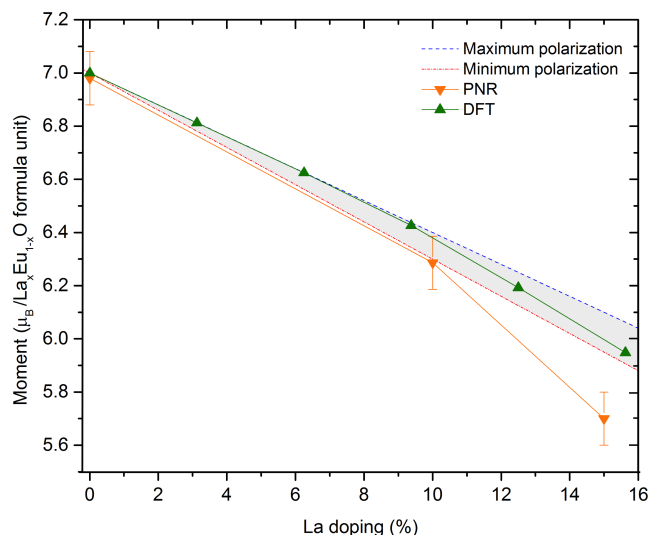 7.2
7.0
6.8
6.6
6.4
6.2
6.0
5.8
5.6
Moment (μB/LaxEu1-xO formula unit)
Maximum polarization
Minimum polarization
PNR
DFT
0 2 4 6 8 10 12 14 16
La doping (%)